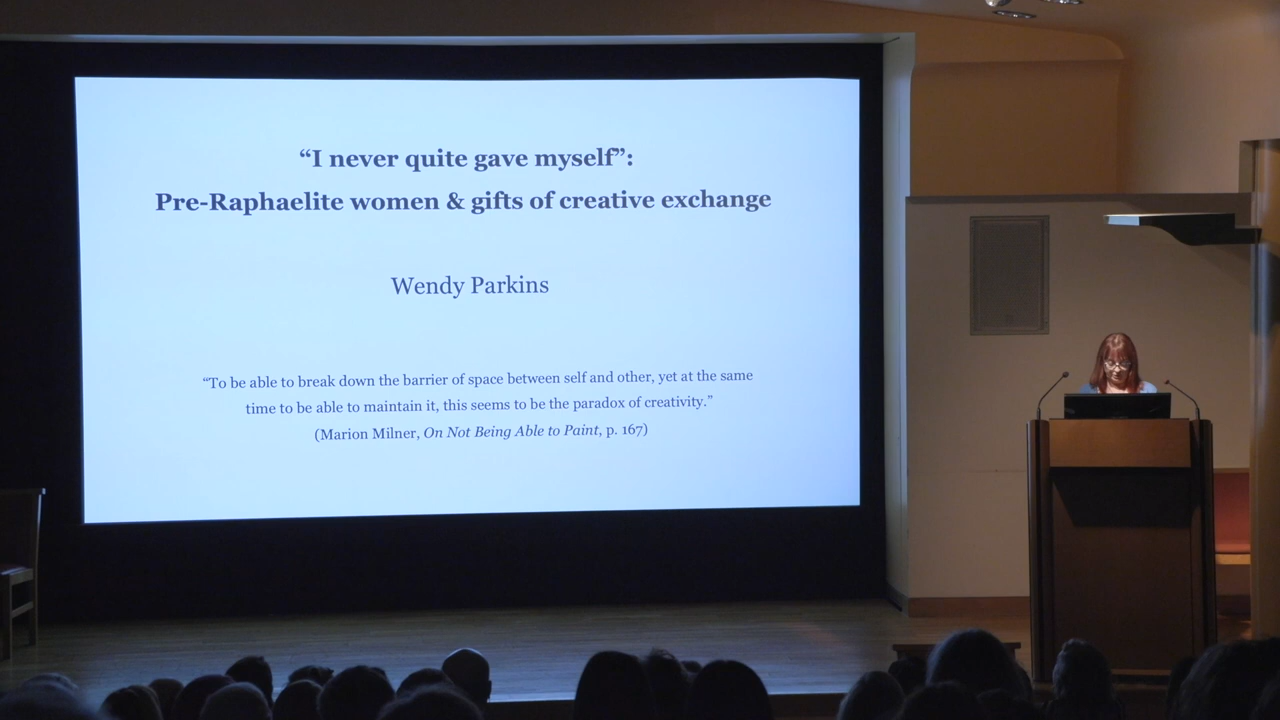 “I never quite gave myself”:
Pre-Raphaelite women & gifts of creative exchange
Wendy Parkins
“To be able to break down the barrier of space between self and other, yet at the same
time to be able to maintain it, this seems to be the paradox of creativity.”
(Marion Milner, On Not Being Able to Paint, p. 167)